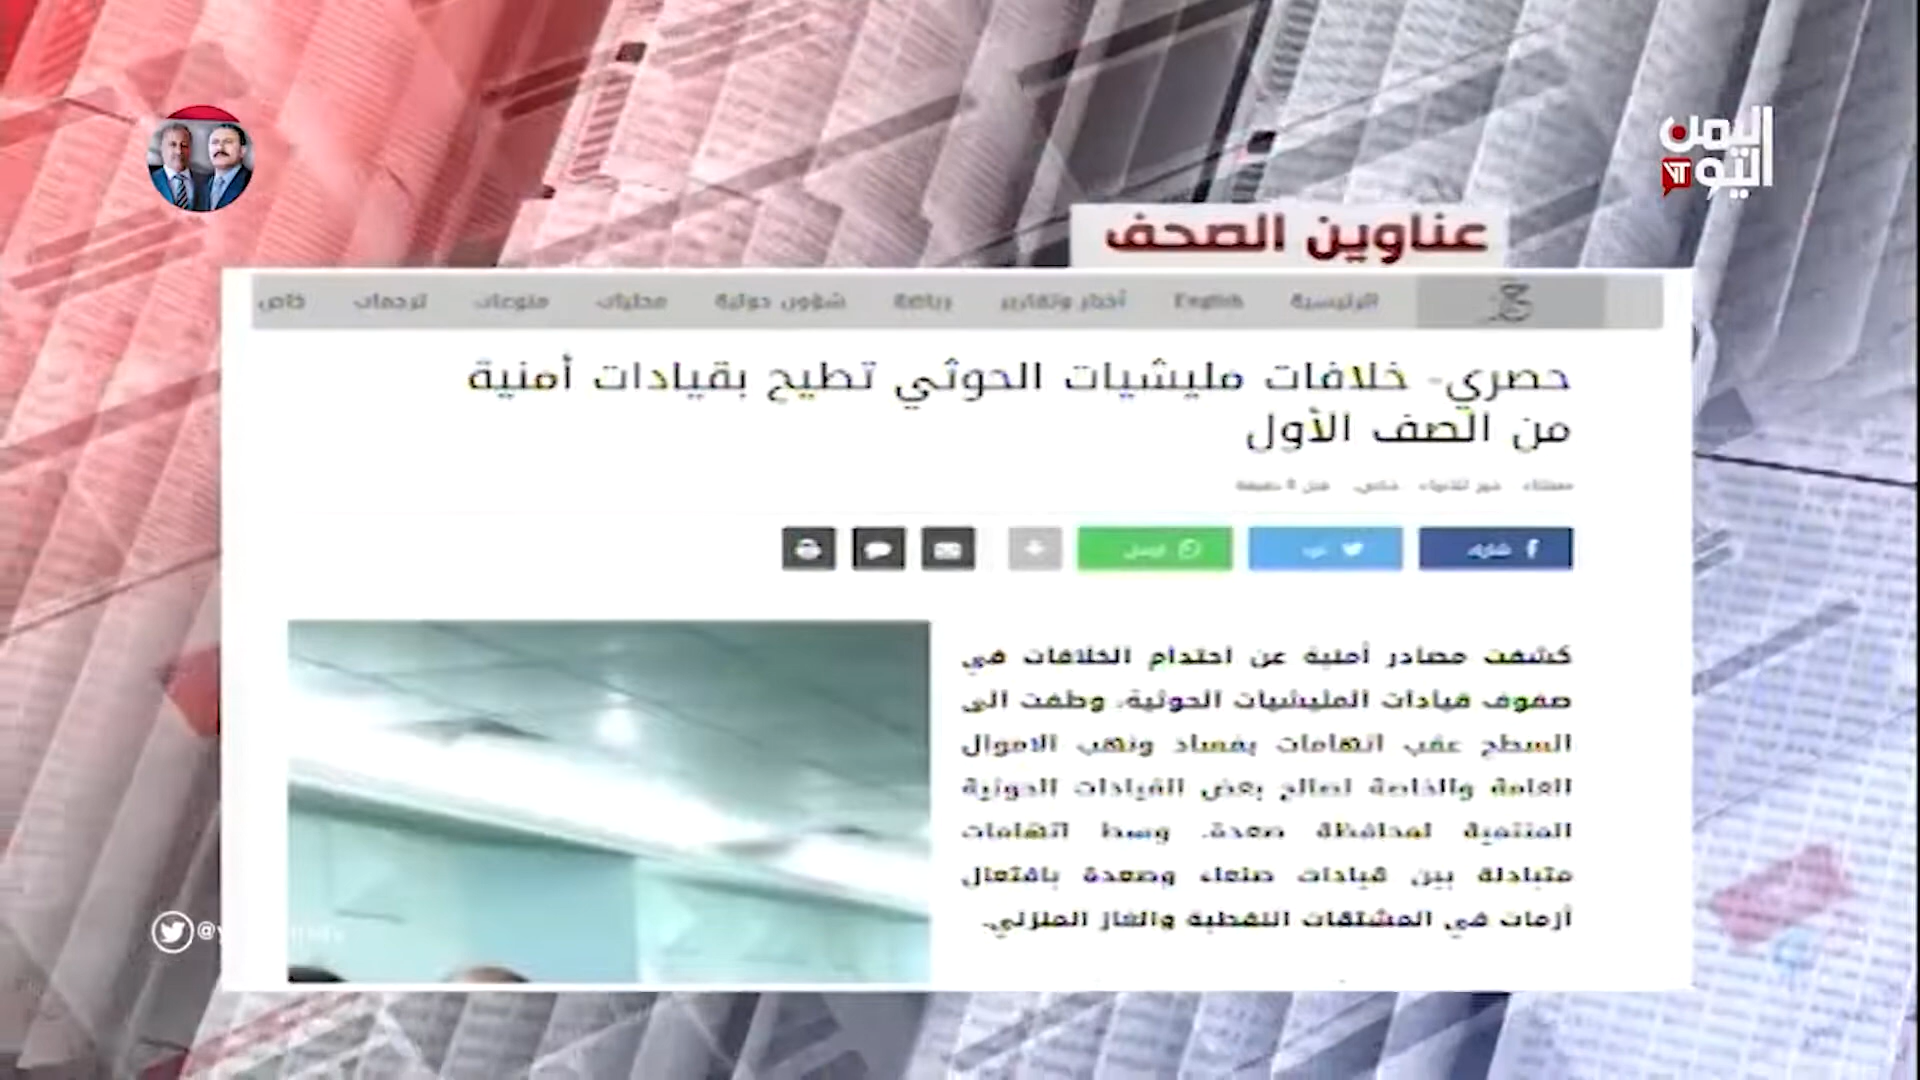 اليمن
اليوم
YT
عناوين الصحف
الرئيسية English أخبار وتقارير رياضة شؤون دولية محليات منوعات ترجمات خاص
حصري- خلافات مليشيات الحوثي تطيح بقيادات أمنية
من الصف الأول
شارك
كشفت مصادر أمنية عن احتدام الخلافات في
صفوف قيادات المليشيات الحوثية، وطفت الى
السطح عقب اتهامات بفساد ونهب الاموال
العامة والخاصة لصالح بعض القيادات الحوثية
المنتمية لمحافظة صعدة، وسط اتهامات
متبادلة بين قيادات صنعاء وصعدة بافتعال
أزمات في المشتقات النفطية والغاز المنزلي.